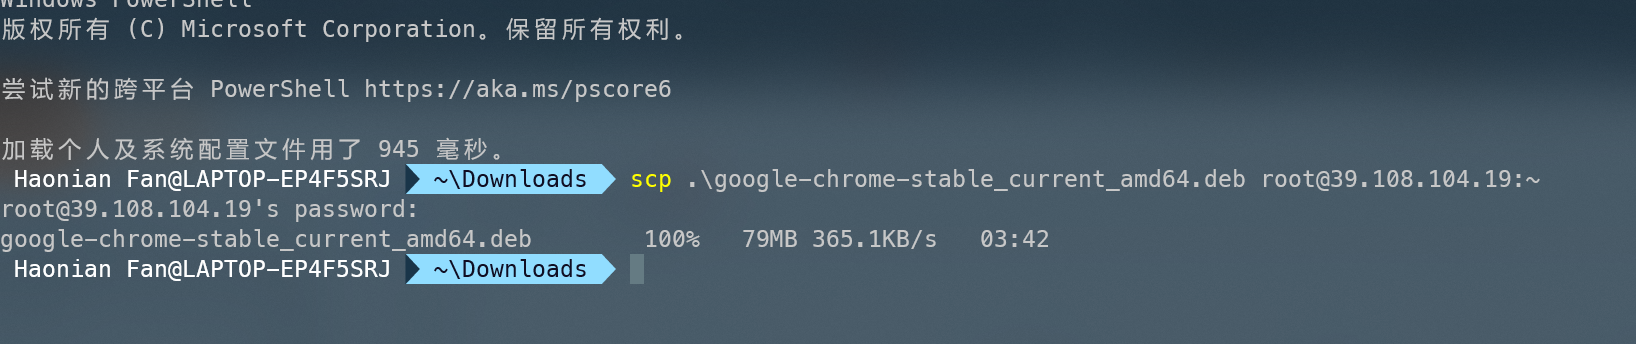 Windows PowerShell
版权所有 (C) Microsoft Corporation。保留所有权利。
尝试新的跨平台 PowerShell https://aka.ms/pscore6
加载个人及系统配置文件用了 945 毫秒。
Haonian Fan@LAPTOP-EP4F5SRJ ~\Downloads scp .\google-chrome-stable_current_amd64.deb root@39.108.104.19:~
root@39.108.104.19's password:
google-chrome-stable_current_amd64.deb 100% 79MB 365.1KB/s 03:42
Haonian Fan@LAPTOP-EP4F5SRJ ~\Downloads